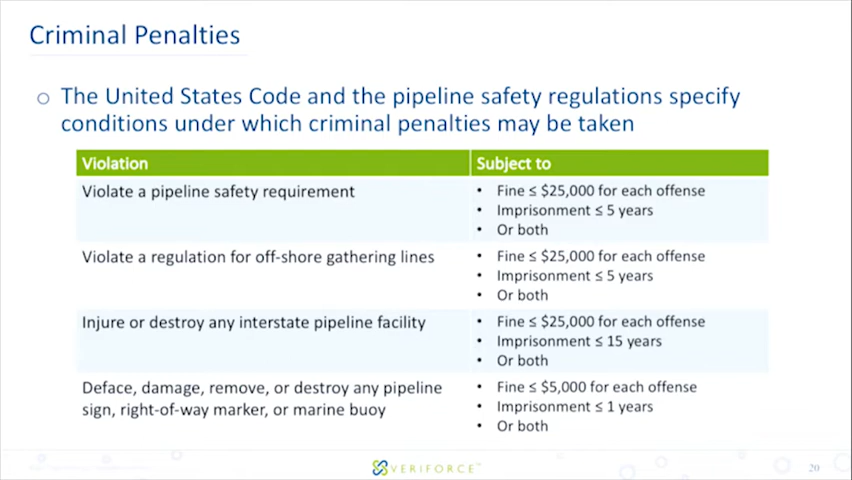 Criminal Penalties
The United States Code and the pipeline safety regulations specify
conditions under which criminal penalties may be taken
Violation
Subject to
Violate a pipeline safety requirement
• Fine ≤ $25,000 for each offense
• Imprisonment ≤ 5 years
• Or both
Violate a regulation for off-shore gathering lines
• Fine ≤ $25,000 for each offense
• Imprisonment ≤ 5 years
• Or both
Injure or destroy any interstate pipeline facility
• Fine ≤ $25,000 for each offense
• Imprisonment ≤ 15 years
• Or both
Deface, damage, remove, or destroy any pipeline
sign, right-of-way marker, or marine buoy
• Fine ≤ $5,000 for each offense
• Imprisonment ≤ 1 years
• Or both
VERIFORCE™
20